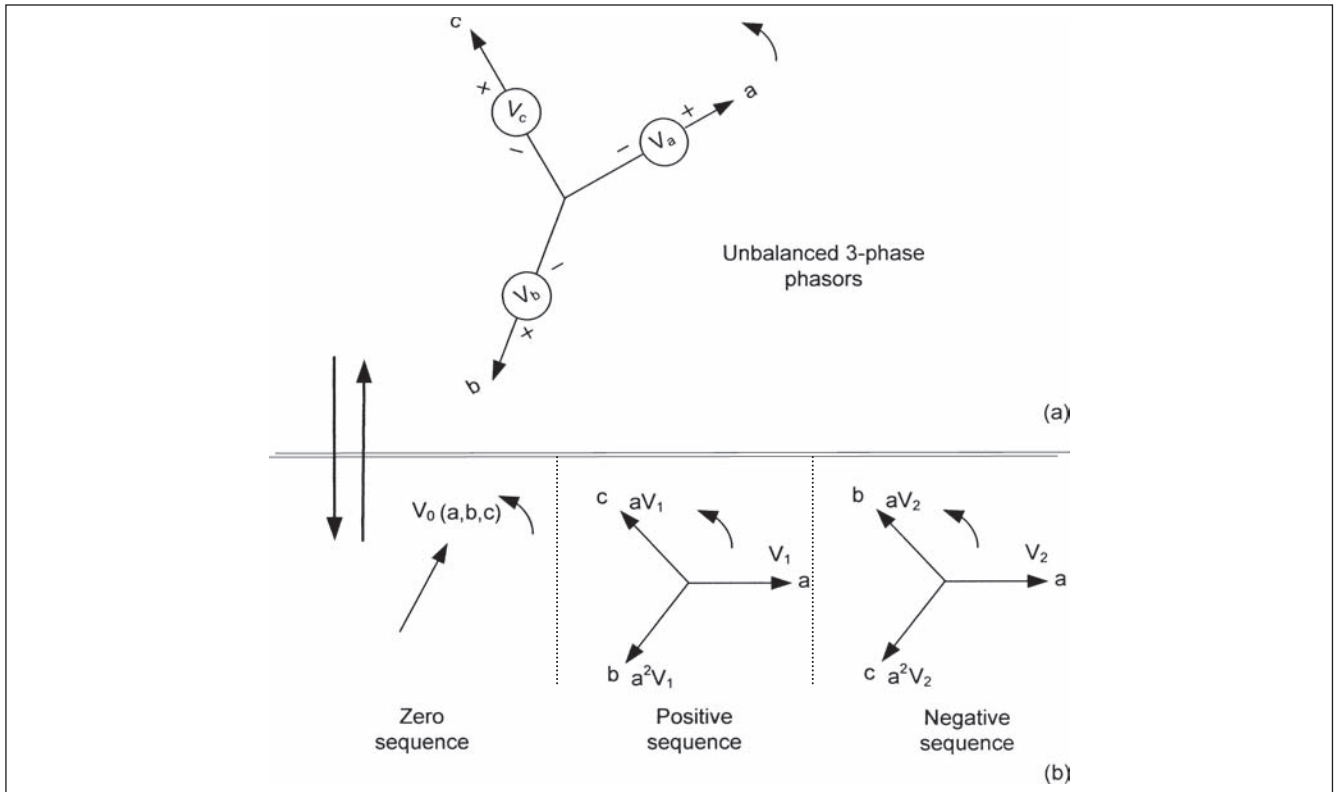 c
+
V_c
−
a
+
V_a
−
Unbalanced 3-phase
phasors
−
V_b
+
b
(a)
V₀ (a,b,c)
c aV₁
V₁
a
b a²V₁
b aV₂
V₂
a
c a²V₂
Zero
sequence
Positive
sequence
Negative
sequence
(b)